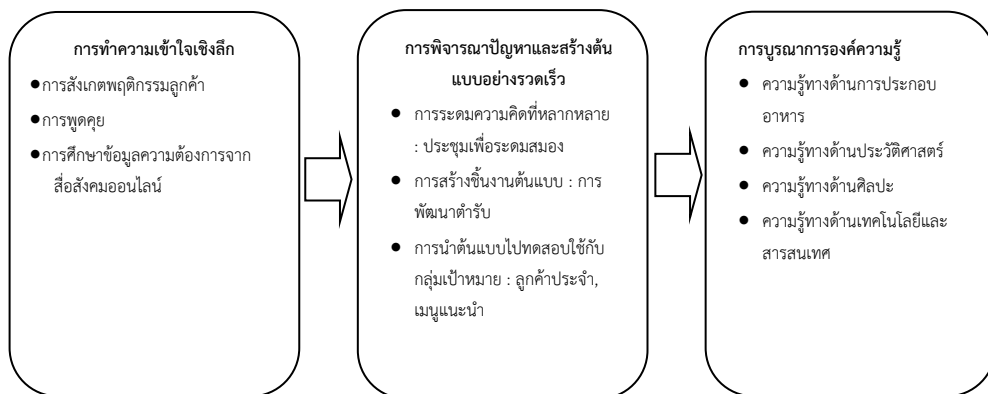 การทำความเข้าใจเชิงลึก
●การสังเกตพฤติกรรมลูกค้า
●การพูดคุย
●การศึกษาข้อมูลความต้องการจาก
สื่อสังคมออนไลน์
การพิจารณาปัญหาและสร้างต้น
แบบอย่างรวดเร็ว
● การระดมความคิดที่หลากหลาย
: ประชุมเพื่อระดมสมอง
● การสร้างชิ้นงานต้นแบบ : การ
พัฒนาตำรับ
● การนำต้นแบบไปทดสอบใช้กับ
กลุ่มเป้าหมาย : ลูกค้าประจำ,
เมนูแนะนำ
การบูรณาการองค์ความรู้
● ความรู้ทางด้านการประกอบ
อาหาร
● ความรู้ทางด้านประวัติศาสตร์
● ความรู้ทางด้านศิลปะ
● ความรู้ทางด้านเทคโนโลยีและ
สารสนเทศ